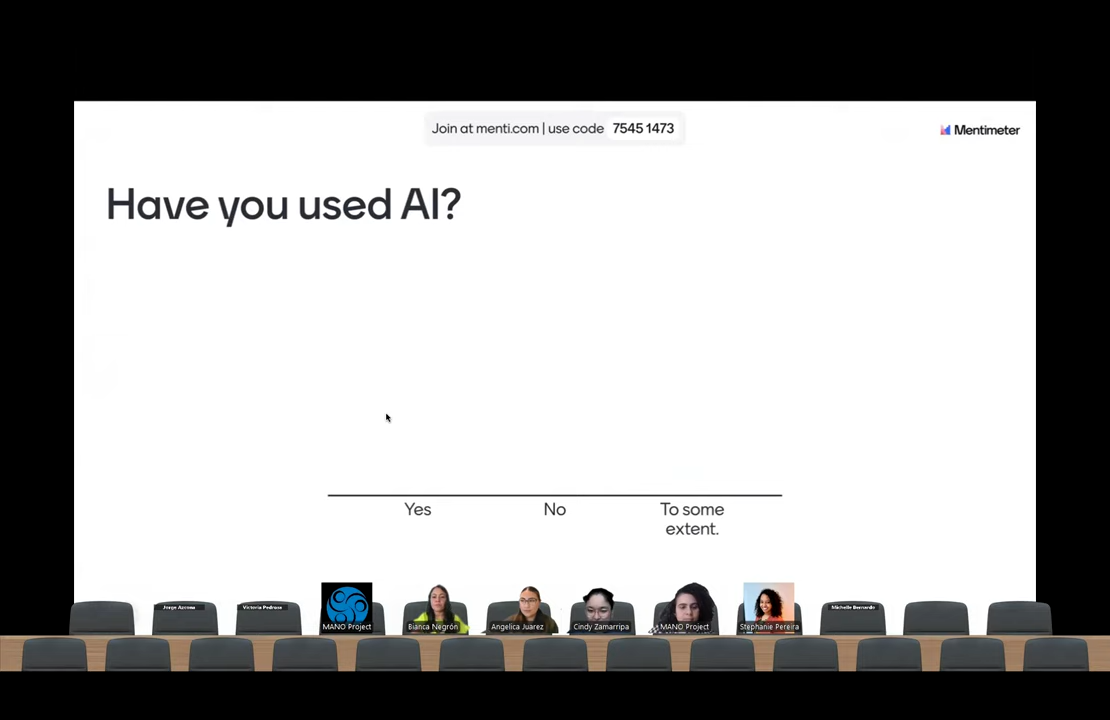 Join at menti.com | use code 7545 1473
Mentimeter
Have you used AI?
Yes
No
To some
extent.
Jorge Azcona
Victoria Pedrosa
MANO Project
Bianca Negrón
Angelica Juarez
Cindy Zamarripa
MANO Project
Stephanie Pereira
Michelle Bernardo